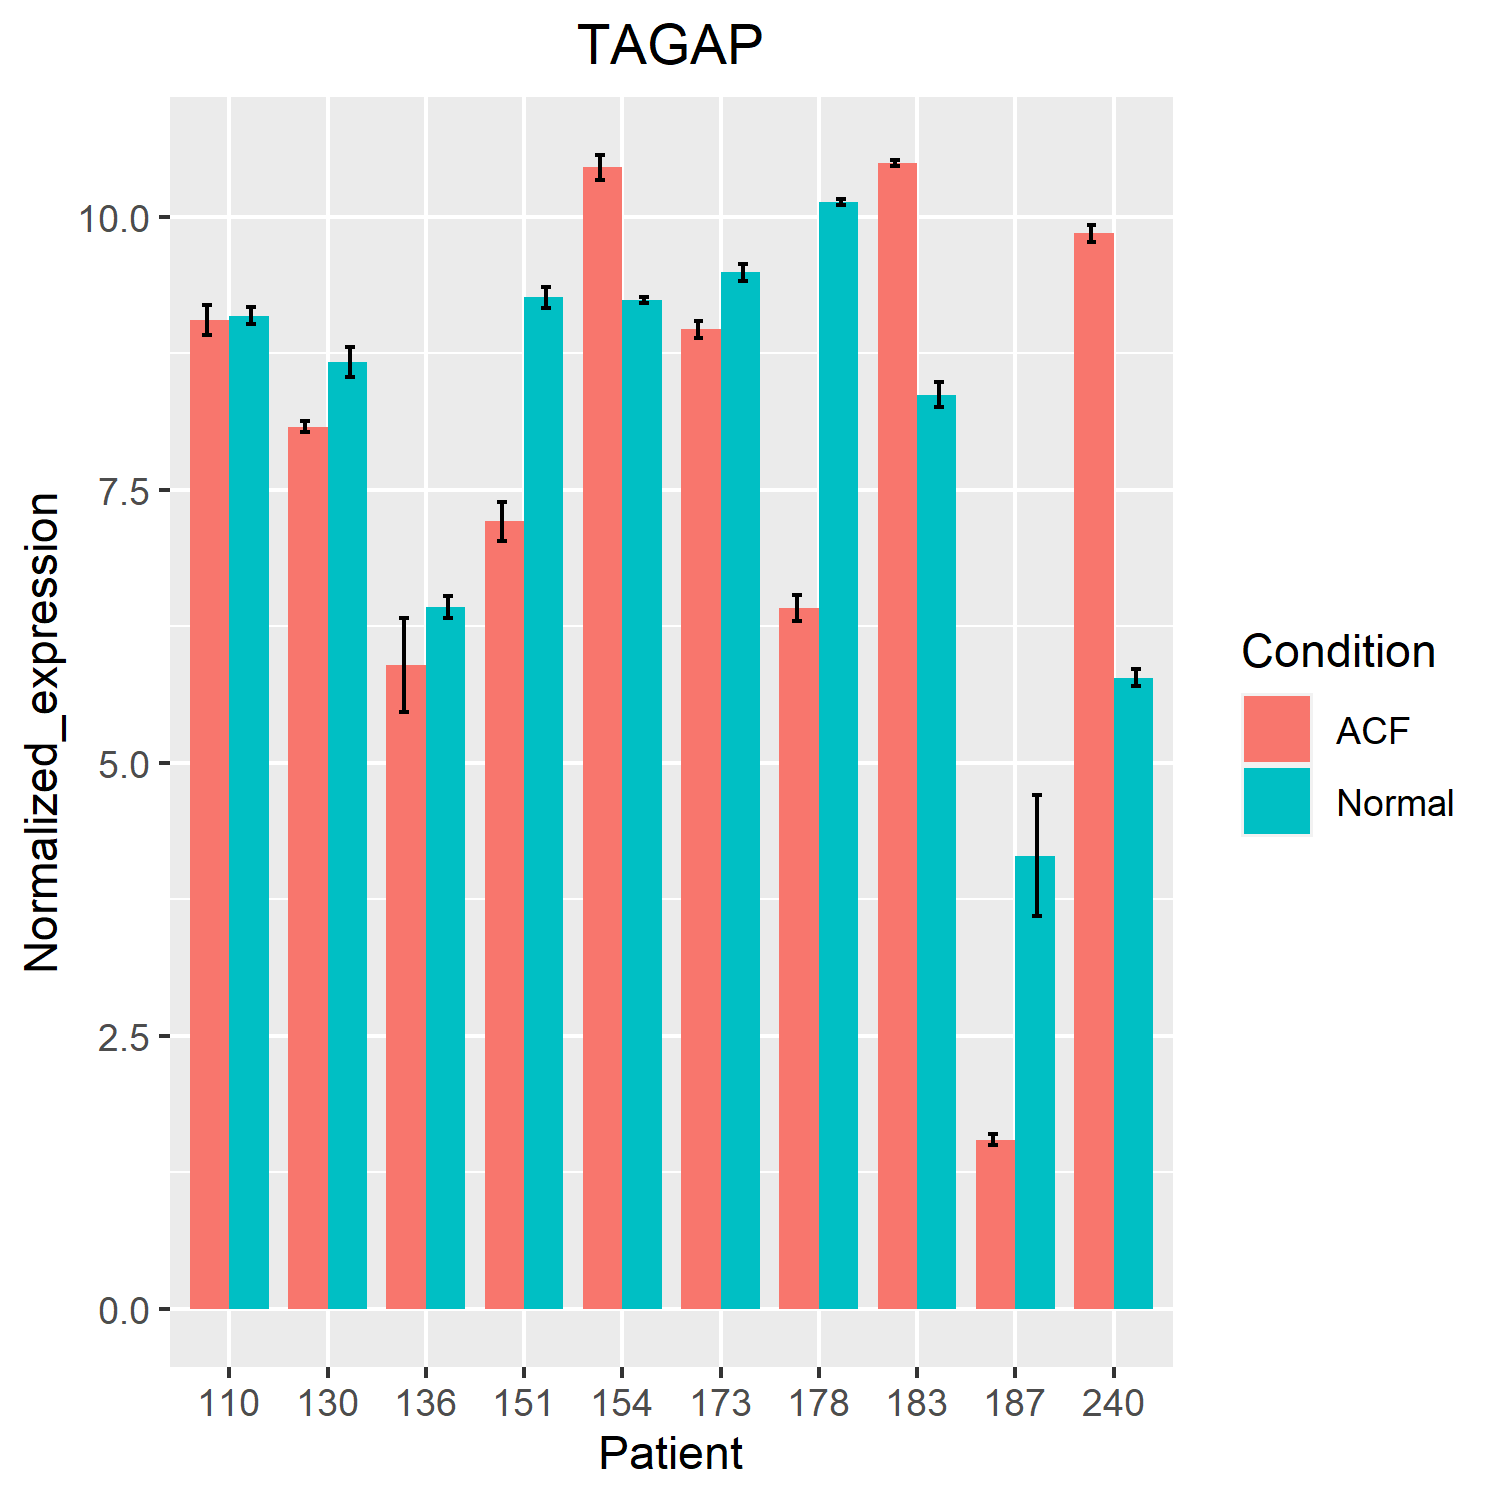 TAGAP
Normalized_expression
10.0
7.5
5.0
2.5
0.0
110 130 136 151 154 173 178 183 187 240
Patient
Condition
ACF
Normal